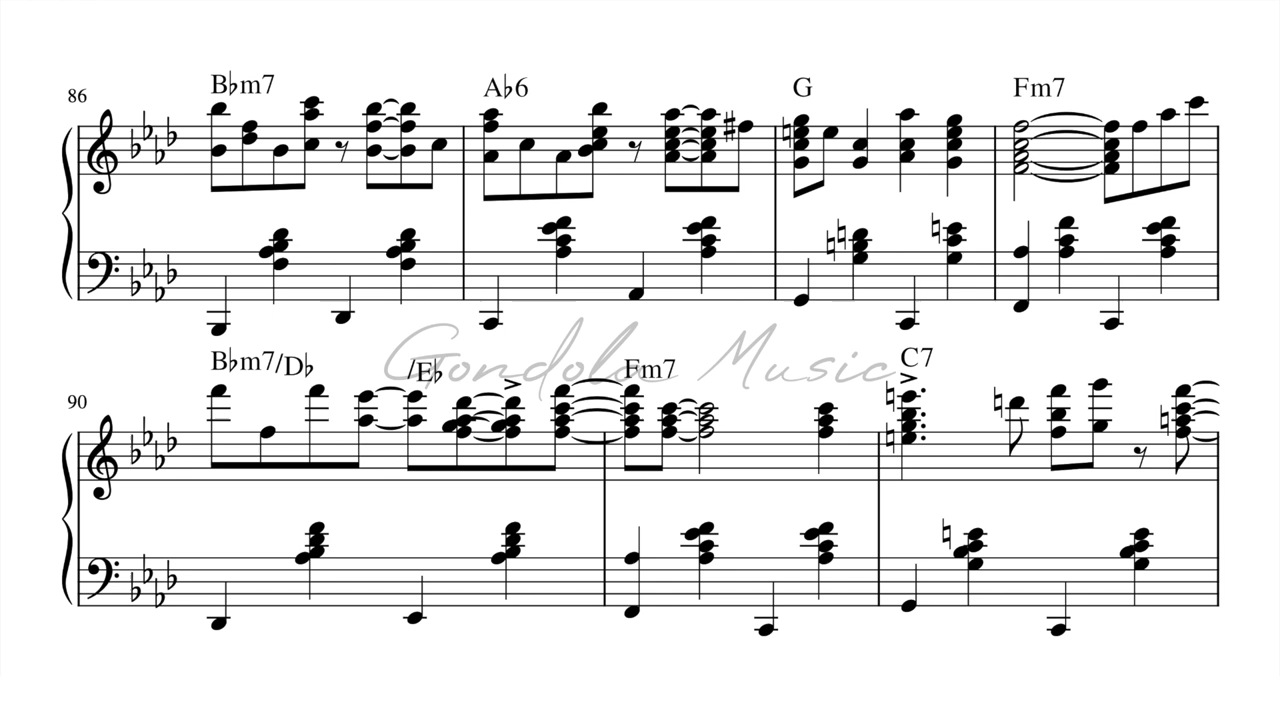 86
B♭m7 A♭6 G Fm7
Gondola Music
90
B♭m7/D♭ /E♭ Fm7 C7